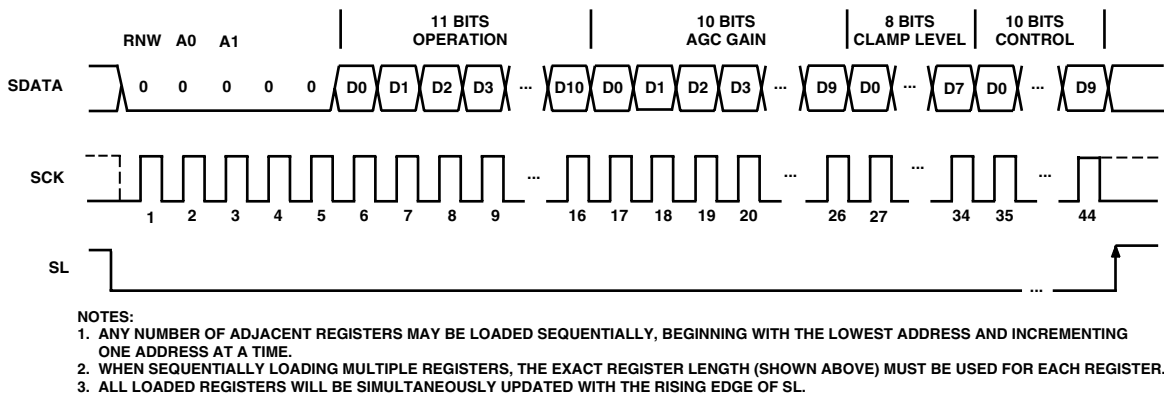 11 BITS
OPERATION
10 BITS
AGC GAIN
8 BITS
CLAMP LEVEL
10 BITS
CONTROL
RNW A0 A1
SDATA 0 0 0 0 0 D0 D1 D2 D3 ... D10 D0 D1 D2 D3 ... D9 D0 ... D7 D0 ... D9
SCK ... ... ... ...
1 2 3 4 5 6 7 8 9 16 17 18 19 20 26 27 34 35 44
SL ...
NOTES:
1. ANY NUMBER OF ADJACENT REGISTERS MAY BE LOADED SEQUENTIALLY, BEGINNING WITH THE LOWEST ADDRESS AND INCREMENTING
ONE ADDRESS AT A TIME.
2. WHEN SEQUENTIALLY LOADING MULTIPLE REGISTERS, THE EXACT REGISTER LENGTH (SHOWN ABOVE) MUST BE USED FOR EACH REGISTER.
3. ALL LOADED REGISTERS WILL BE SIMULTANEOUSLY UPDATED WITH THE RISING EDGE OF SL.